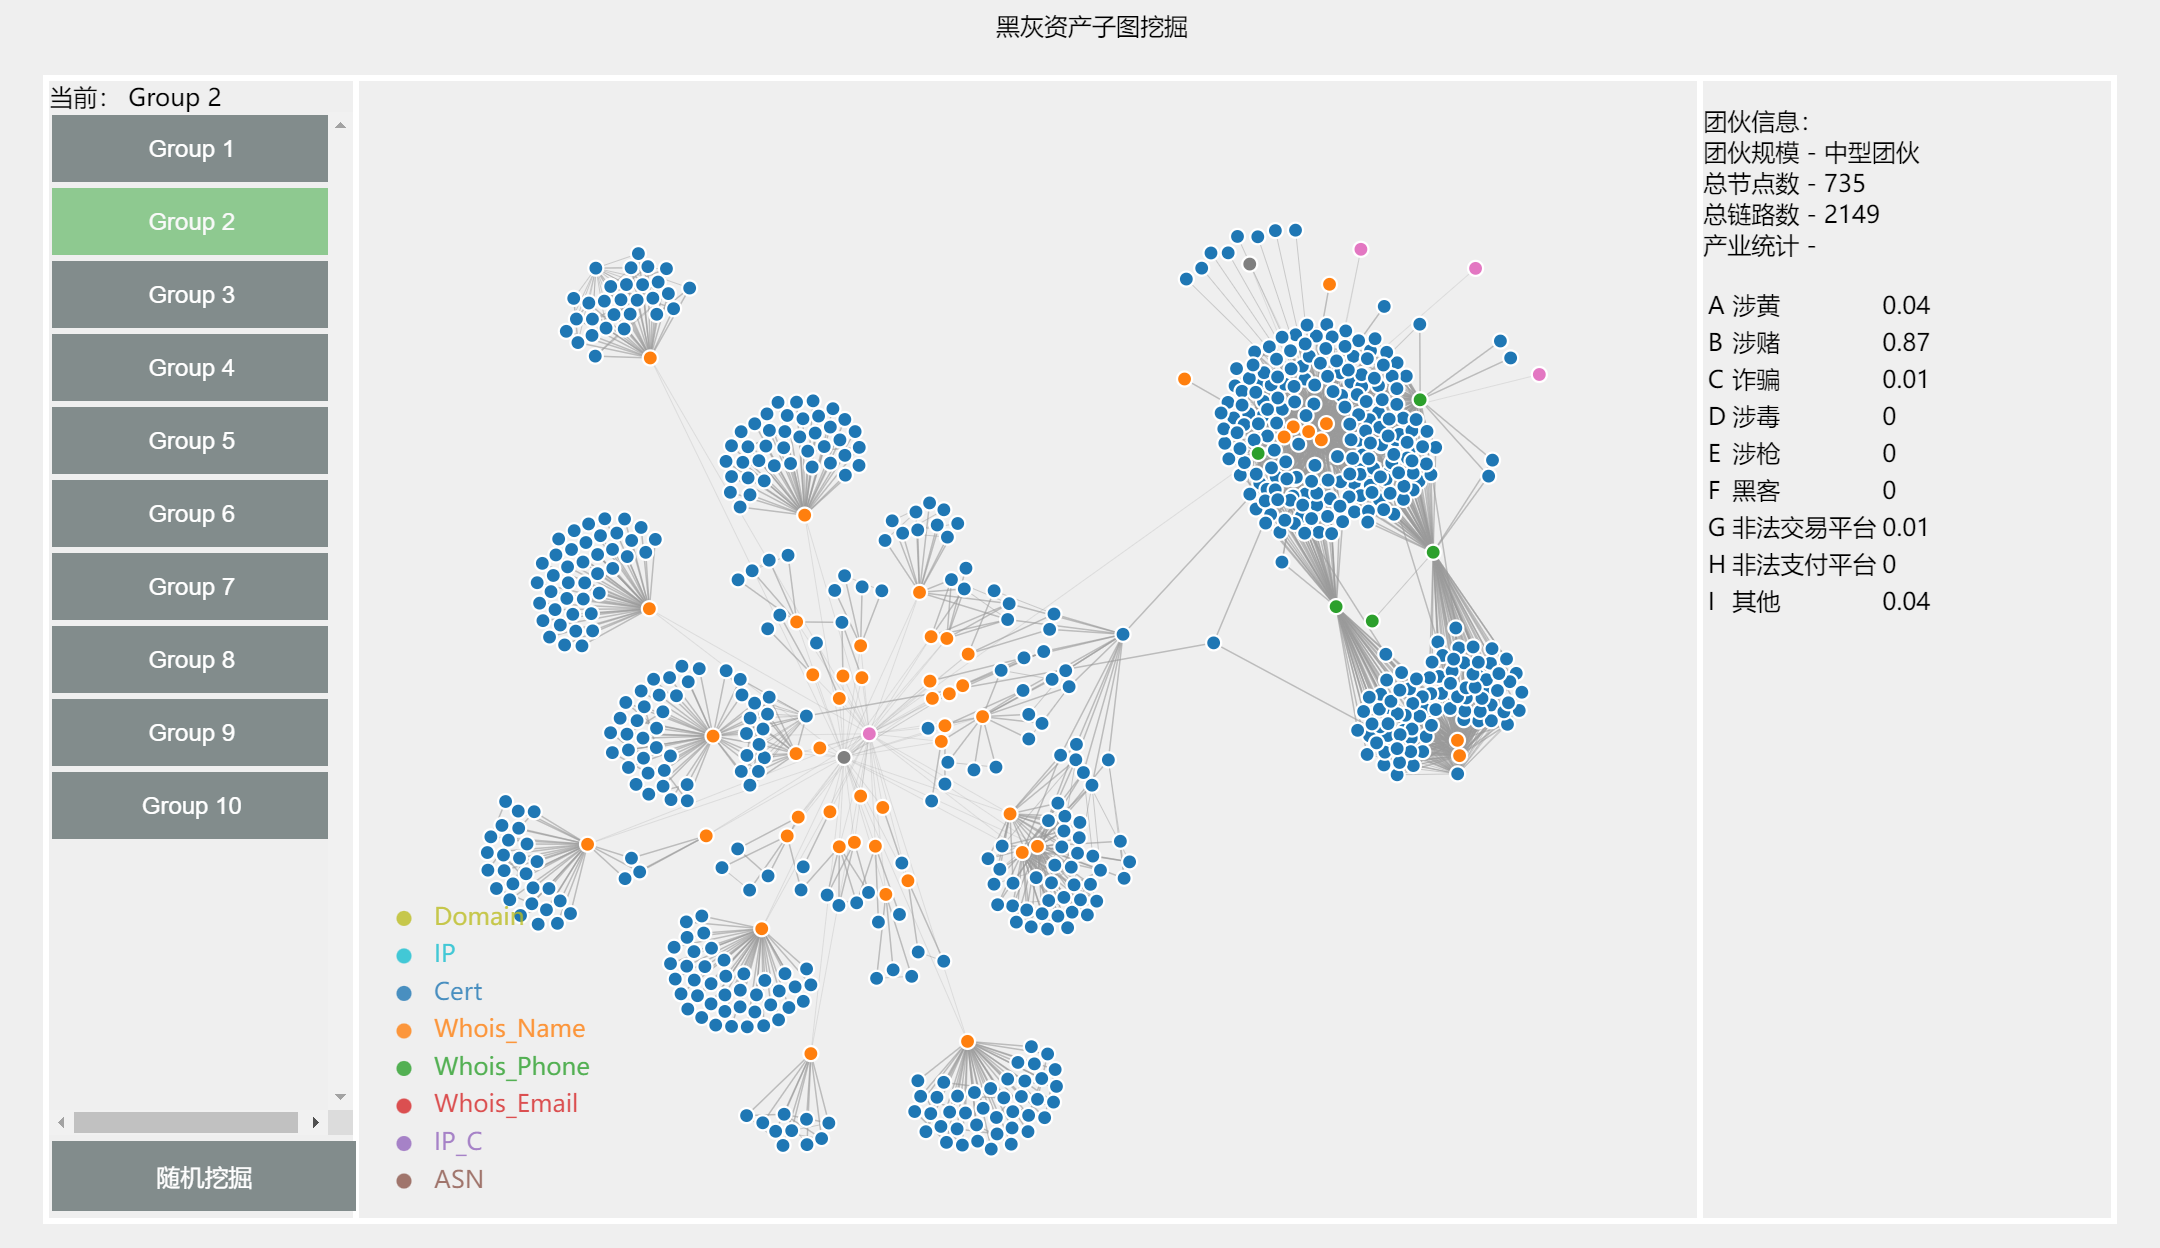 黑灰资产子图挖掘
当前： Group 2
Group 1
Group 2
Group 3
Group 4
Group 5
Group 6
Group 7
Group 8
Group 9
Group 10
随机挖掘
Domain
IP
Cert
Whois_Name
Whois_Phone
Whois_Email
IP_C
ASN
团伙信息：
团伙规模 - 中型团伙
总节点数 - 735
总链路数 - 2149
产业统计 -
A 涉黄 0.04
B 涉赌 0.87
C 诈骗 0.01
D 涉毒 0
E 涉枪 0
F 黑客 0
G 非法交易平台 0.01
H 非法支付平台 0
I 其他 0.04